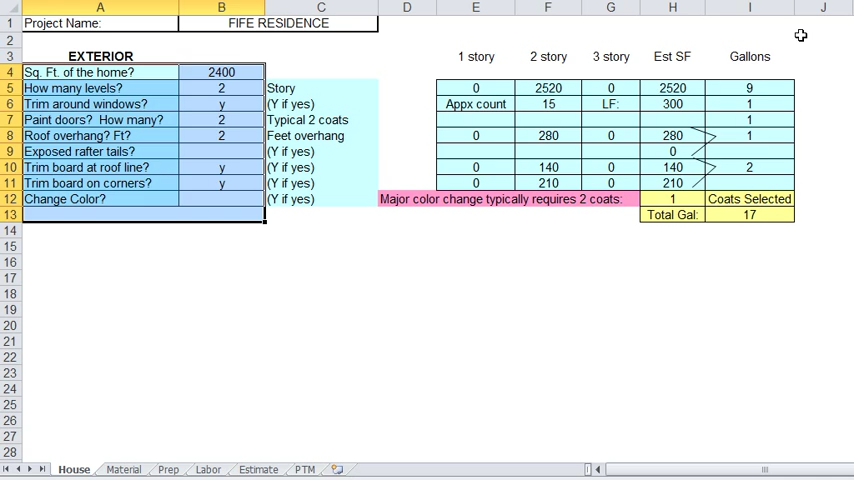 A B C D E F G H I J
1 Project Name: FIFE RESIDENCE
2
3 EXTERIOR 1 story 2 story 3 story Est SF Gallons
4 Sq. Ft. of the home? 2400
5 How many levels? 2 Story 0 2520 0 2520 9
6 Trim around windows? y (Y if yes) Appx count 15 LF: 300 1
7 Paint doors? How many? 2 Typical 2 coats 1
8 Roof overhang? Ft? 2 Feet overhang 0 280 0 280 1
9 Exposed rafter tails? (Y if yes) 0
10 Trim board at roof line? y (Y if yes) 0 140 0 140 2
11 Trim board on corners? y (Y if yes) 0 210 0 210
12 Change Color? (Y if yes) Major color change typically requires 2 coats: 1 Coats Selected
13 Total Gal: 17
14
15
16
17
18
19
20
21
22
23
24
25
26
27
28
House Material Prep Labor Estimate PTM